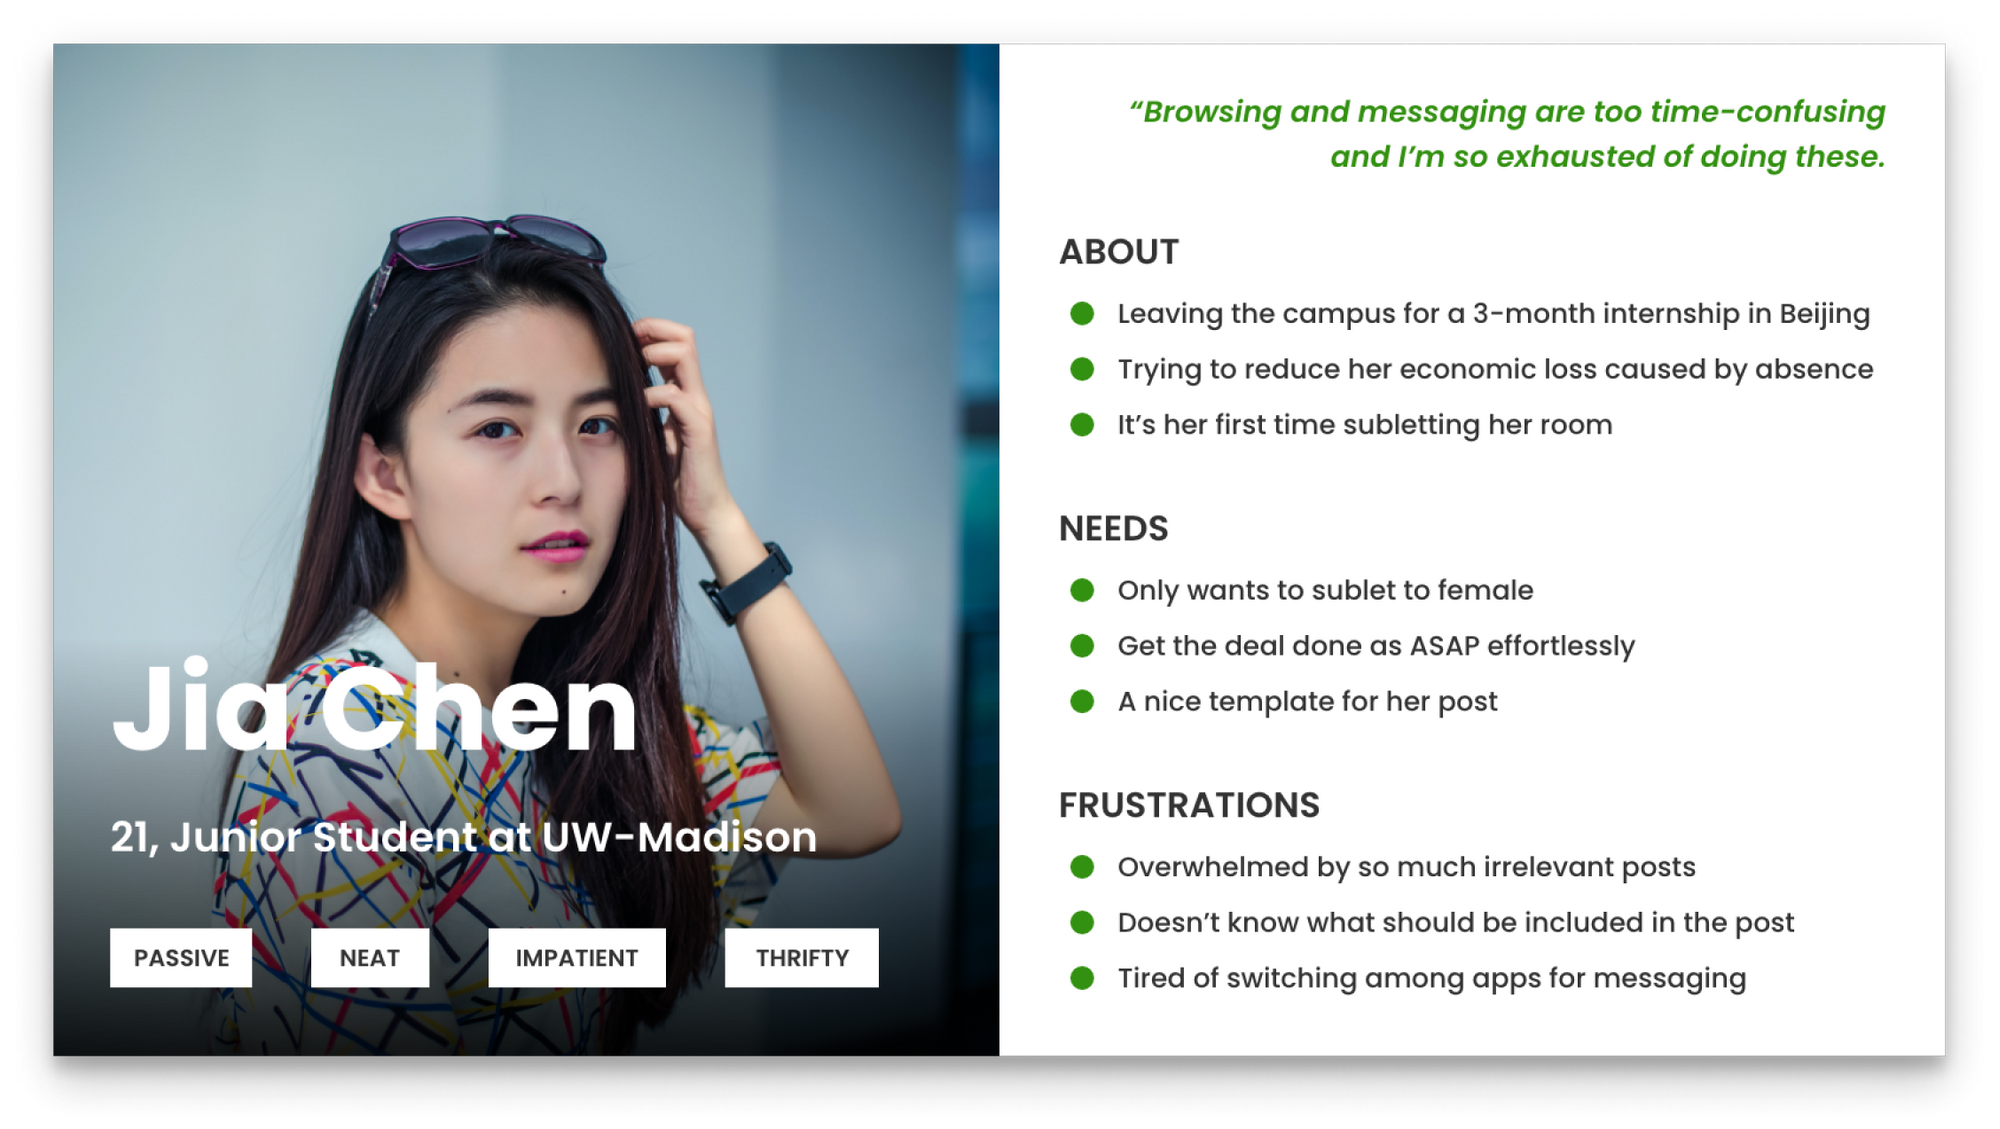 Jia Chen
21, Junior Student at UW-Madison
PASSIVE NEAT IMPATIENT THRIFTY
“Browsing and messaging are too time-confusing
and I’m so exhausted of doing these.
ABOUT
Leaving the campus for a 3-month internship in Beijing
Trying to reduce her economic loss caused by absence
It’s her first time subletting her room
NEEDS
Only wants to sublet to female
Get the deal done as ASAP effortlessly
A nice template for her post
FRUSTRATIONS
Overwhelmed by so much irrelevant posts
Doesn’t know what should be included in the post
Tired of switching among apps for messaging